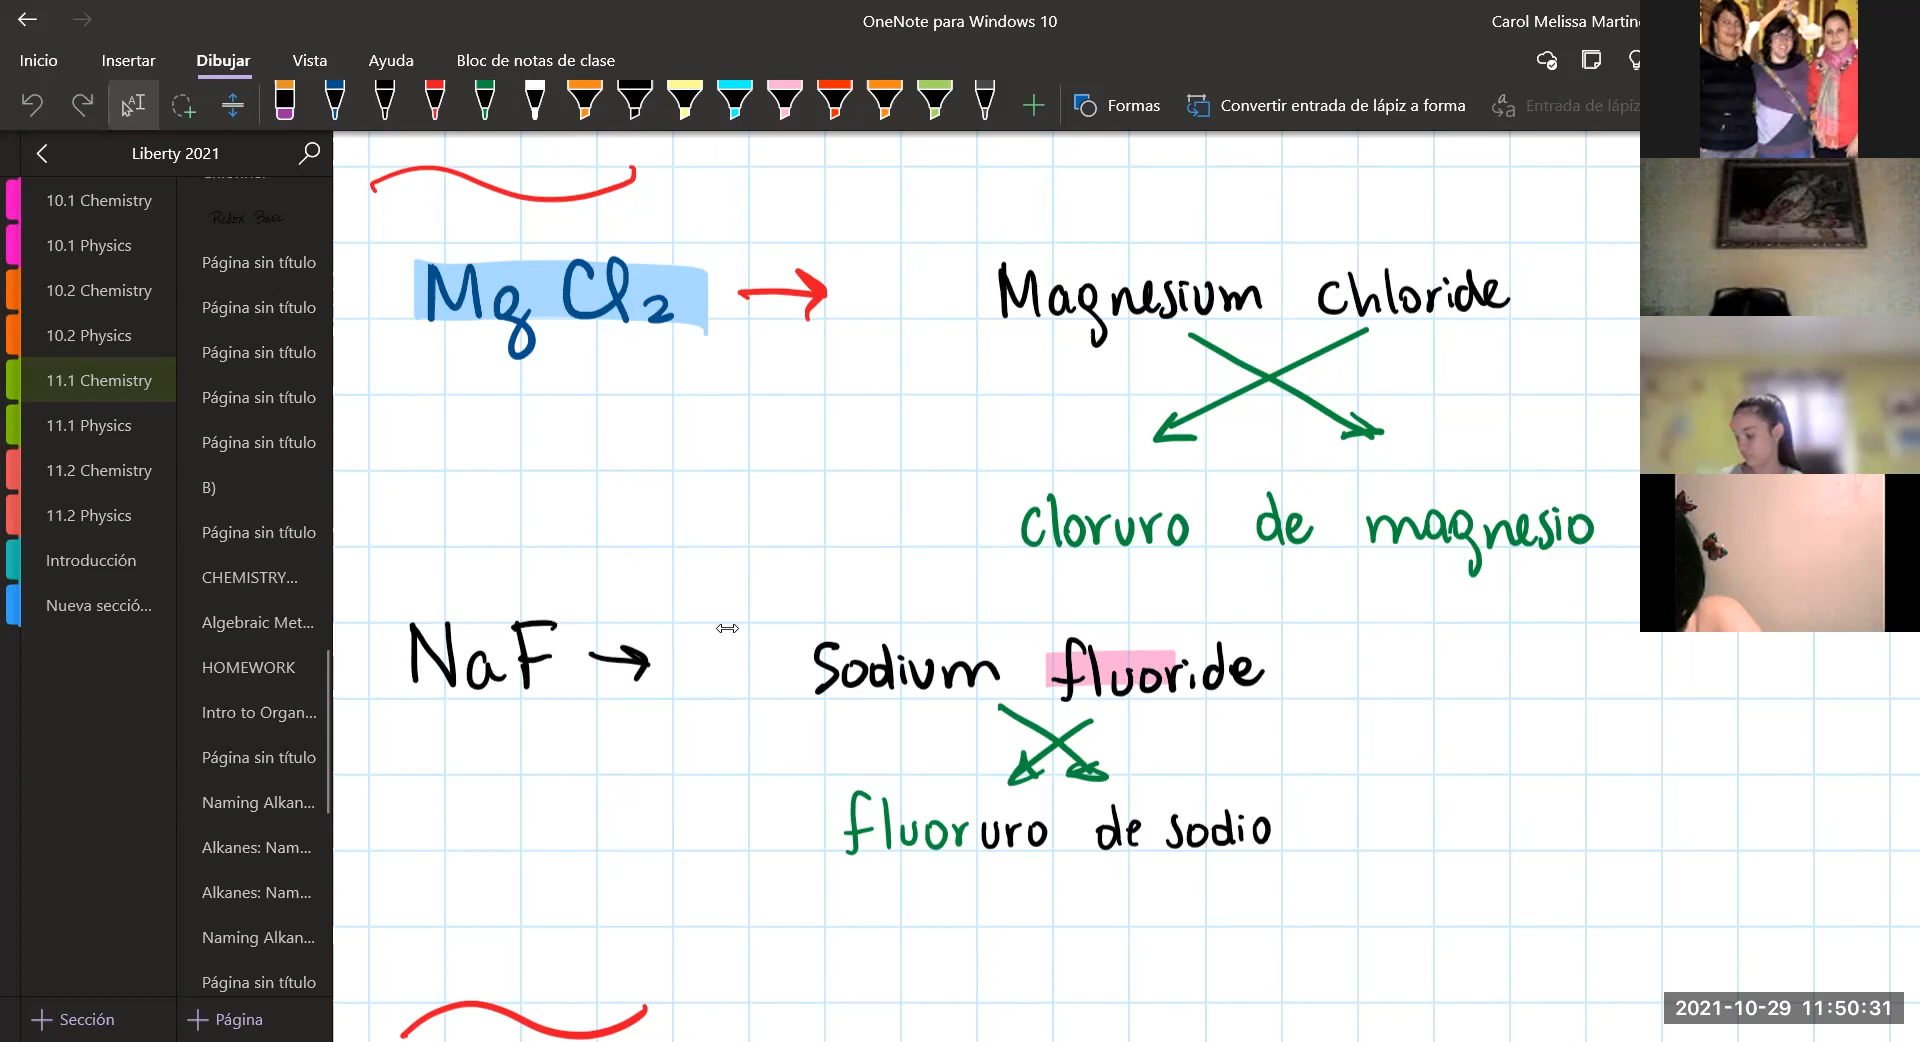 OneNote para Windows 10
Carol Melissa
Inicio Insertar Dibujar Vista Ayuda Bloc de notas de clase
Formas Convertir entrada de lápiz a forma Entrada de lápiz
Liberty 2021
10.1 Chemistry
10.1 Physics
10.2 Chemistry
10.2 Physics
11.1 Chemistry
11.1 Physics
11.2 Chemistry
11.2 Physics
Introducción
Nueva secció...
Sección
Redox Basic
Página sin título
Página sin título
Página sin título
Página sin título
Página sin título
B)
Página sin título
CHEMISTRY...
Algebraic Met...
HOMEWORK
Intro to Organ...
Página sin título
Naming Alkan...
Alkanes: Nam...
Alkanes: Nam...
Naming Alkan...
Página sin título
Página
MgCl₂ → Magnesium chloride
cloruro de magnesio
NaF → Sodium fluoride
fluoruro de sodio
2021-10-29 11:50:31